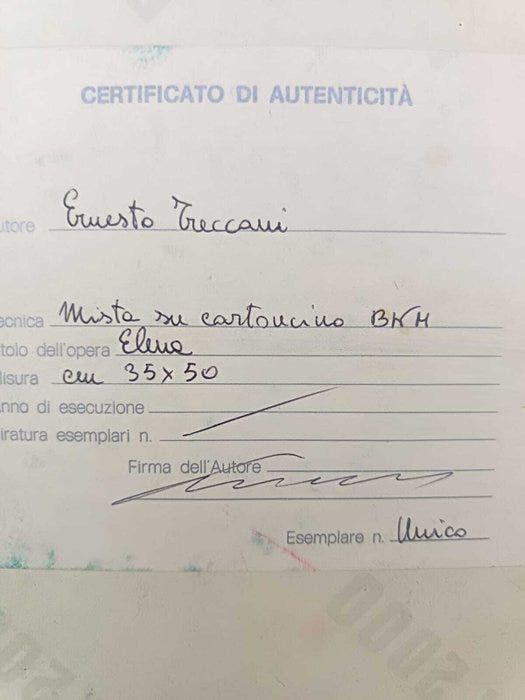 CERTIFICATO DI AUTENTICITÀ
utore Ernesto Treccani
ecnica Mista su cartoncino
tolo dell'opera Elena
isura cm 35x50
nno di esecuzione
iratura esemplari n.
Firma dell'Autore
Esemplare n. Unico
0002